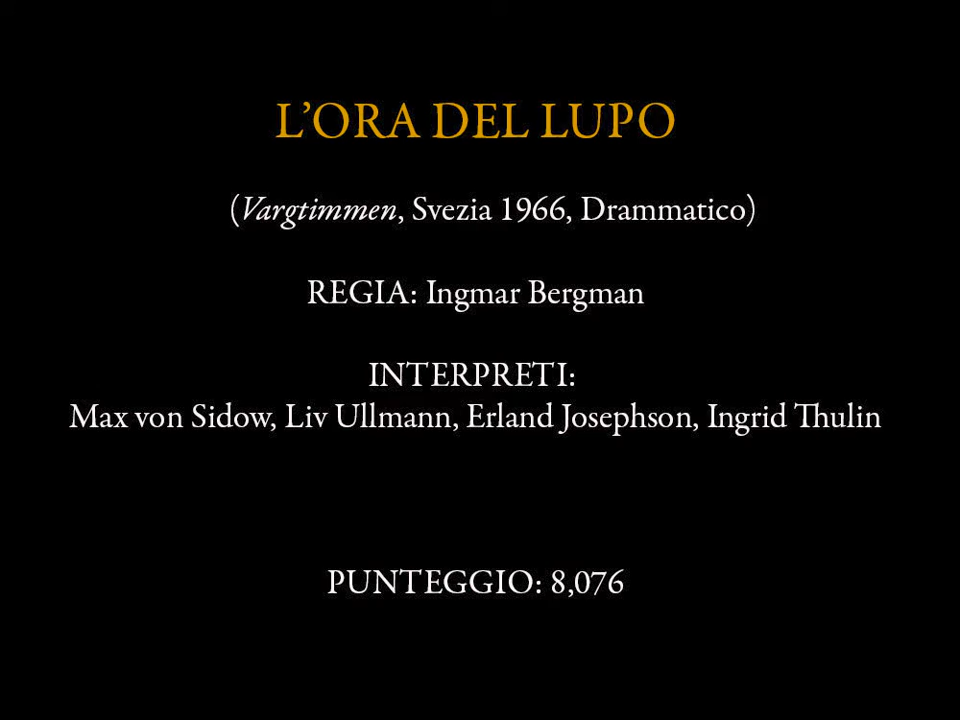 L’ORA DEL LUPO
(Vargtimmen, Svezia 1966, Drammatico)
REGIA: Ingmar Bergman
INTERPRETI:
Max von Sidow, Liv Ullmann, Erland Josephson, Ingrid Thulin
PUNTEGGIO: 8,076